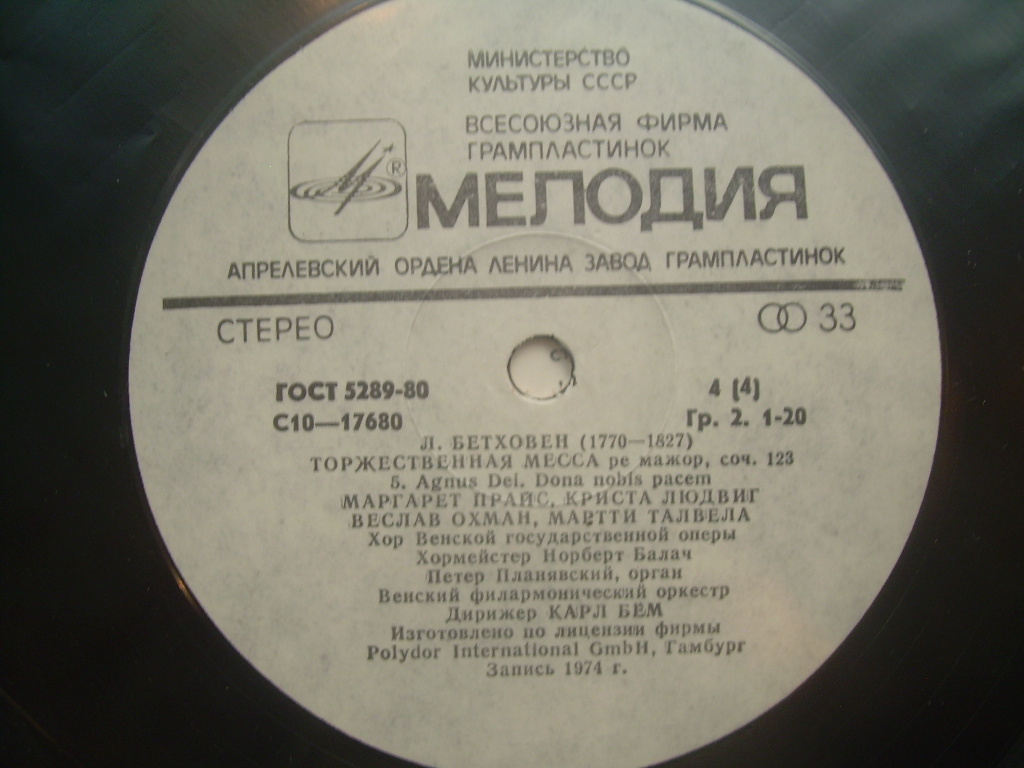 МИНИСТЕРСТВО
КУЛЬТУРЫ СССР
ВСЕСОЮЗНАЯ ФИРМА
ГРАМПЛАСТИНОК
®
МЕЛОДИЯ
АПРЕЛЕВСКИЙ ОРДЕНА ЛЕНИНА ЗАВОД ГРАМПЛАСТИНОК
СТЕРЕО 33
ГОСТ 5289-80 4 (4)
С10—17680 Гр. 2. 1-20
Л. БЕТХОВЕН (1770—1827)
ТОРЖЕСТВЕННАЯ МЕССА ре мажор, соч. 123
5. Agnus Dei. Dona nobis pacem
МАРГАРЕТ ПРАЙС, КРИСТА ЛЮДВИГ
ВЕСЛАВ ОХМАН, МАРТТИ ТАЛВЕЛА
Хор Венской государственной оперы
Хормейстер Норберт Балач
Петер Планявский, орган
Венский филармонический оркестр
Дирижер КАРЛ БЕМ
Изготовлено по лицензии фирмы
Polydor International GmbH, Гамбург
Запись 1974 г.